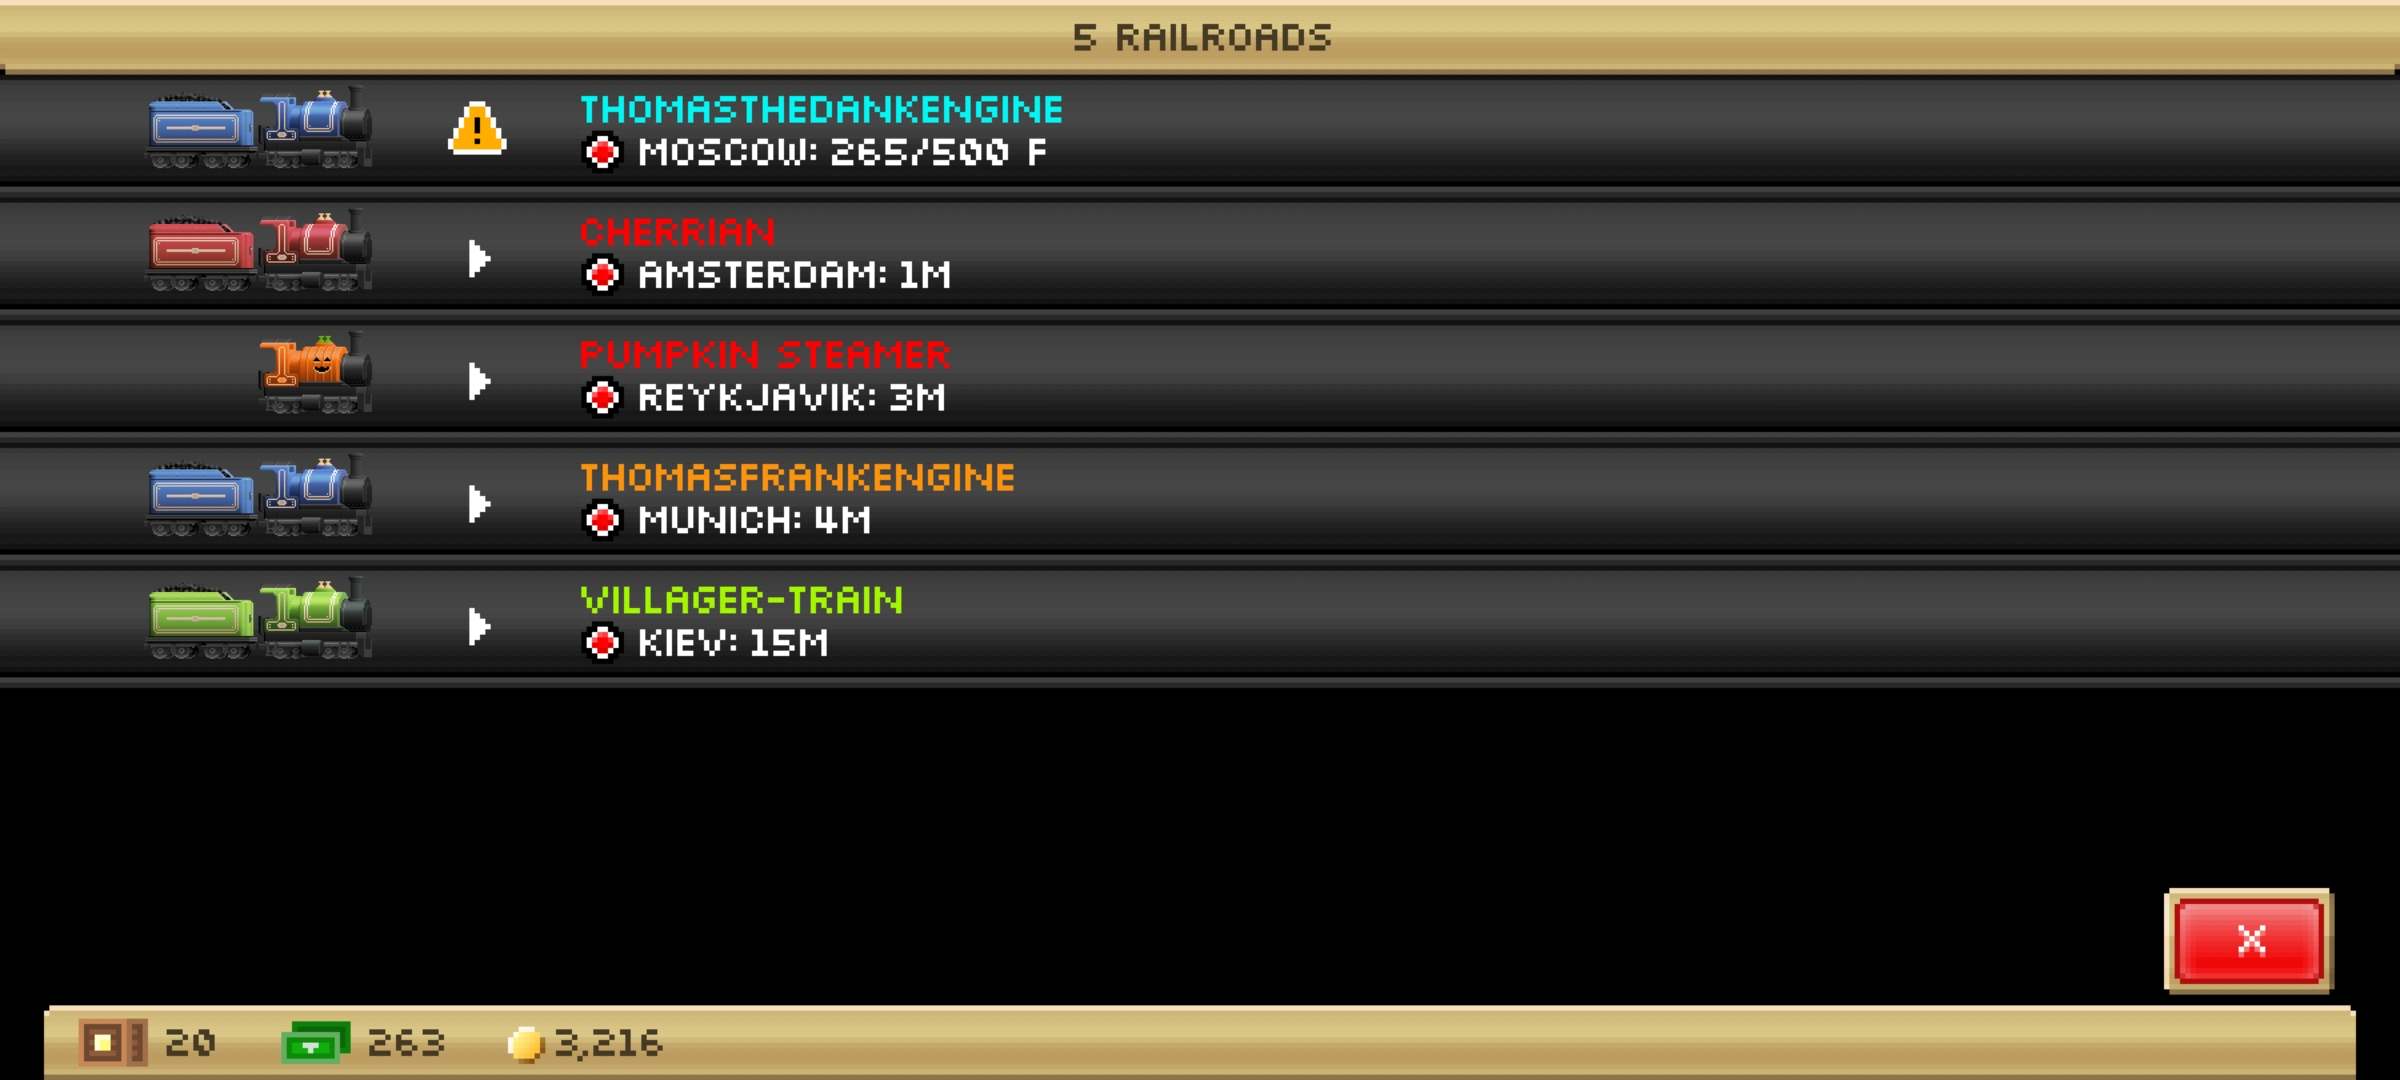 5 RAILROADS
THOMASTHEDANKENGINE
MOSCOW: 265/500 F
CHERRIAN
AMSTERDAM: 1M
PUMPKIN STEAMER
REYKJAVIK: 3M
THOMASFRANKENGINE
MUNICH: 4M
VILLAGER-TRAIN
KIEV: 15M
X
20 263 3,216